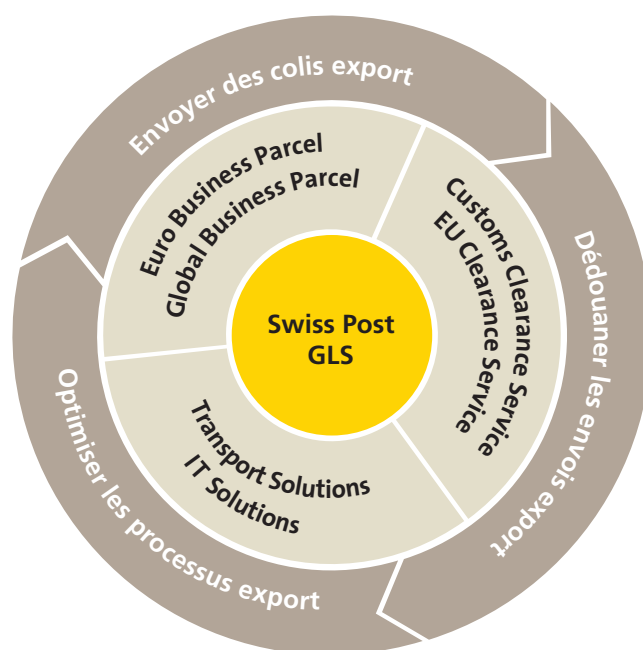 Envoyer des colis export
Euro Business Parcel
Global Business Parcel
Customs Clearance Service
EU Clearance Service
Dédouaner les envois export
Swiss Post
GLS
Transport Solutions
IT Solutions
Optimiser les processus export